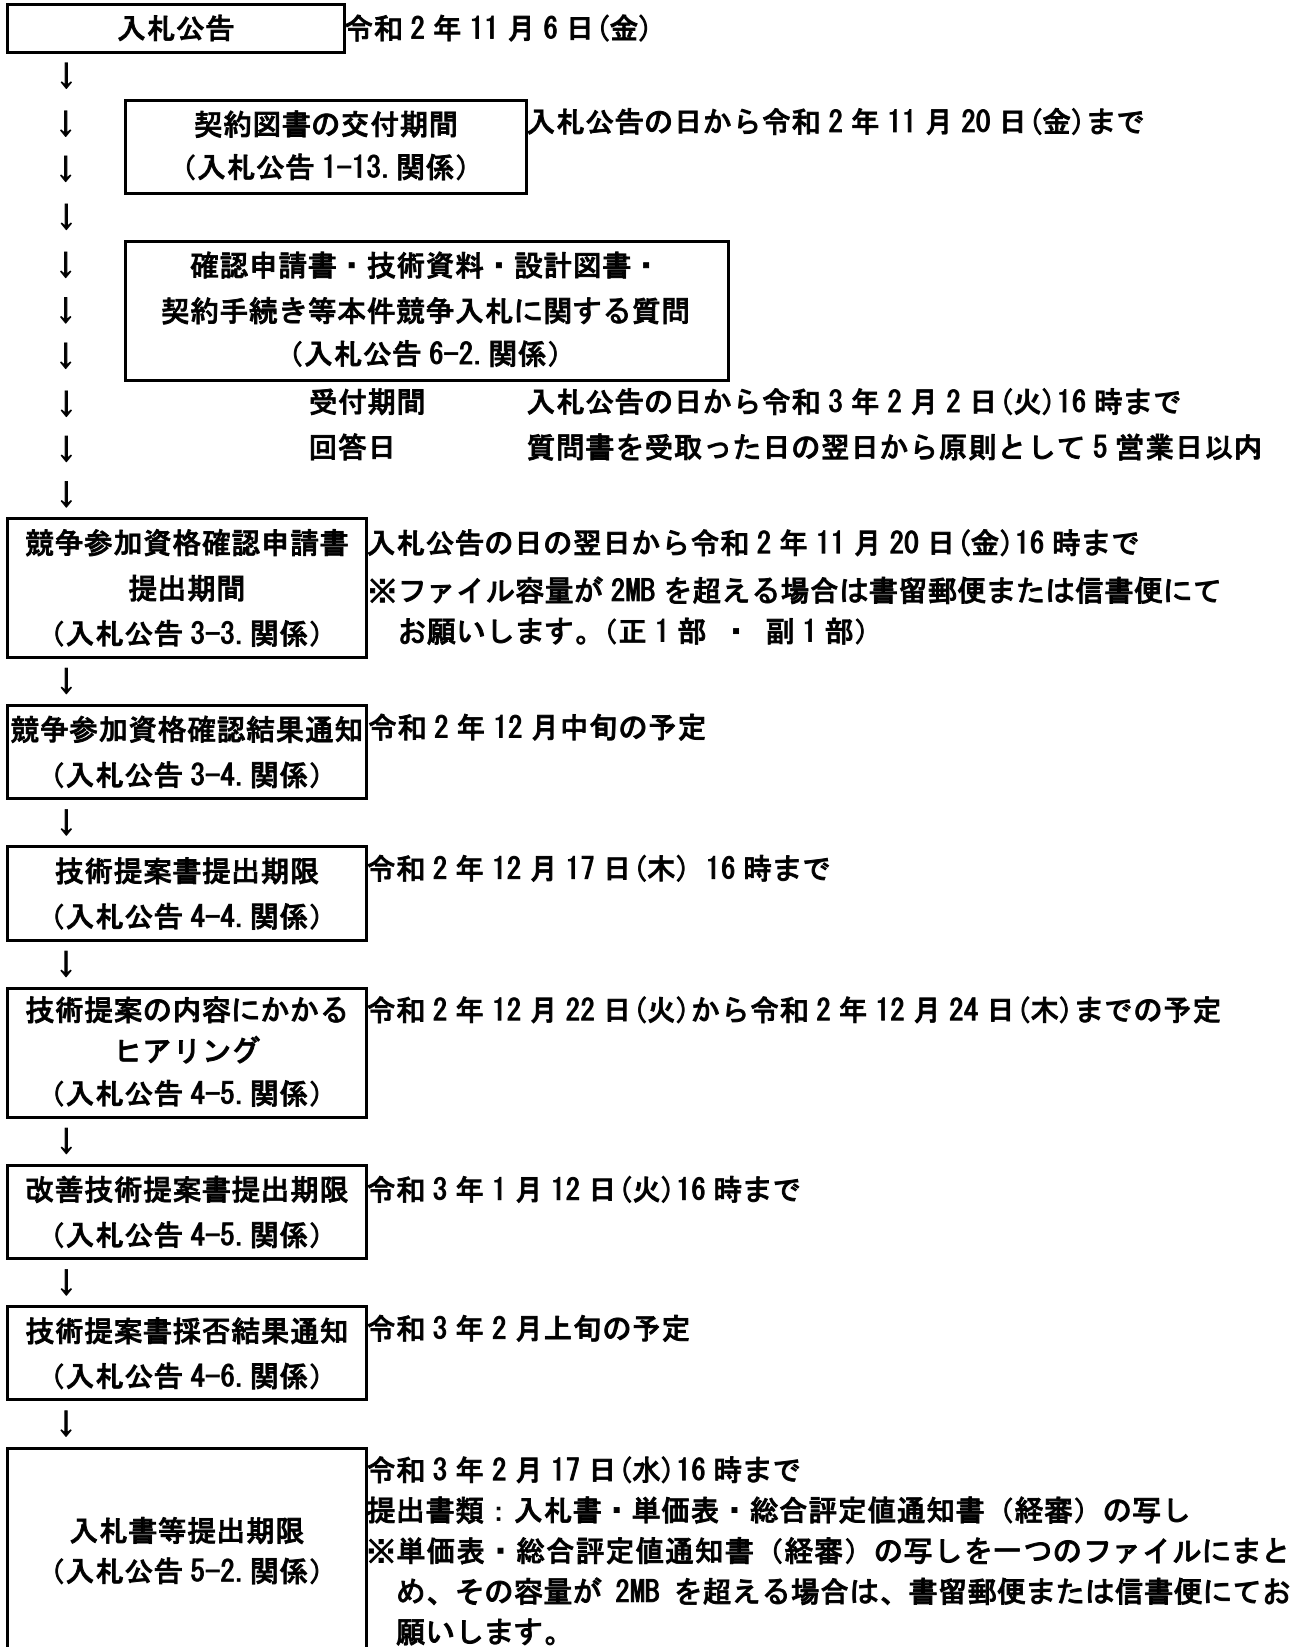 入札公告 令和2年11月6日(金)
↓
↓ 契約図書の交付期間 入札公告の日から令和2年11月20日(金)まで
↓ (入札公告1-13.関係)
↓
↓ 確認申請書・技術資料・設計図書・
↓ 契約手続き等本件競争入札に関する質問
↓ (入札公告6-2.関係)
↓ 受付期間 入札公告の日から令和3年2月2日(火)16時まで
↓ 回答日 質問書を受取った日の翌日から原則として5営業日以内
↓
競争参加資格確認申請書 入札公告の日の翌日から令和2年11月20日(金)16時まで
提出期間 ※ファイル容量が2MBを超える場合は書留郵便または信書便にて
(入札公告3-3.関係) お願いします。(正1部 ・ 副1部)
↓
競争参加資格確認結果通知 令和2年12月中旬の予定
(入札公告3-4.関係)
↓
技術提案書提出期限 令和2年12月17日(木) 16時まで
(入札公告4-4.関係)
↓
技術提案の内容にかかる 令和2年12月22日(火)から令和2年12月24日(木)までの予定
ヒアリング
(入札公告4-5.関係)
↓
改善技術提案書提出期限 令和3年1月12日(火)16時まで
(入札公告4-5.関係)
↓
技術提案書採否結果通知 令和3年2月上旬の予定
(入札公告4-6.関係)
↓
入札書等提出期限
(入札公告5-2.関係)
令和3年2月17日(水)16時まで
提出書類:入札書・単価表・総合評定値通知書(経審)の写し
※単価表・総合評定値通知書(経審)の写しを一つのファイルにまと
め、その容量が 2MB を超える場合は、書留郵便または信書便にてお
願いします。